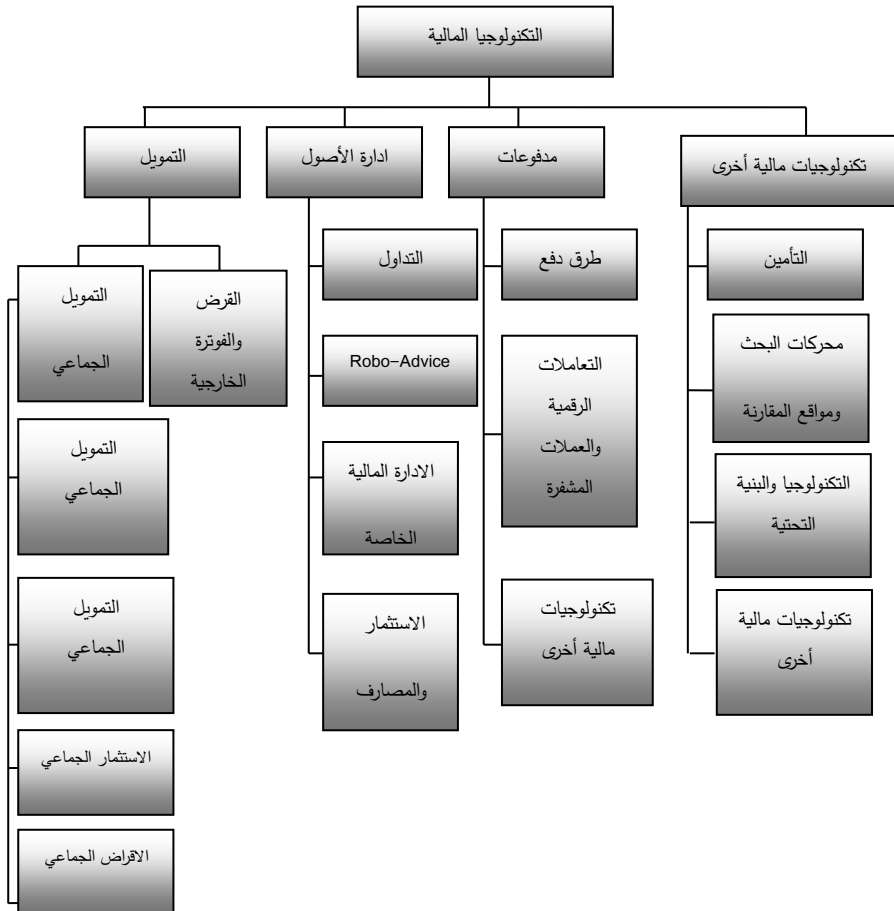 التكنولوجيا المالية
التمويل
ادارة الأصول
مدفوعات
تكنولوجيات مالية أخرى
التمويل
الجماعي
القرض
والفوترة
الخارجية
التمويل
الجماعي
التمويل
الجماعي
الاستثمار الجماعي
الاقراض الجماعي
التداول
Robo-Advice
الادارة المالية
الخاصة
الاستثمار
والمصارف
طرق دفع
التعاملات
الرقمية
والعملات
المشفرة
تكنولوجيات
مالية أخرى
التأمين
محركات البحث
ومواقع المقارنة
التكنولوجيا والبنية
التحتية
تكنولوجيات مالية
أخرى